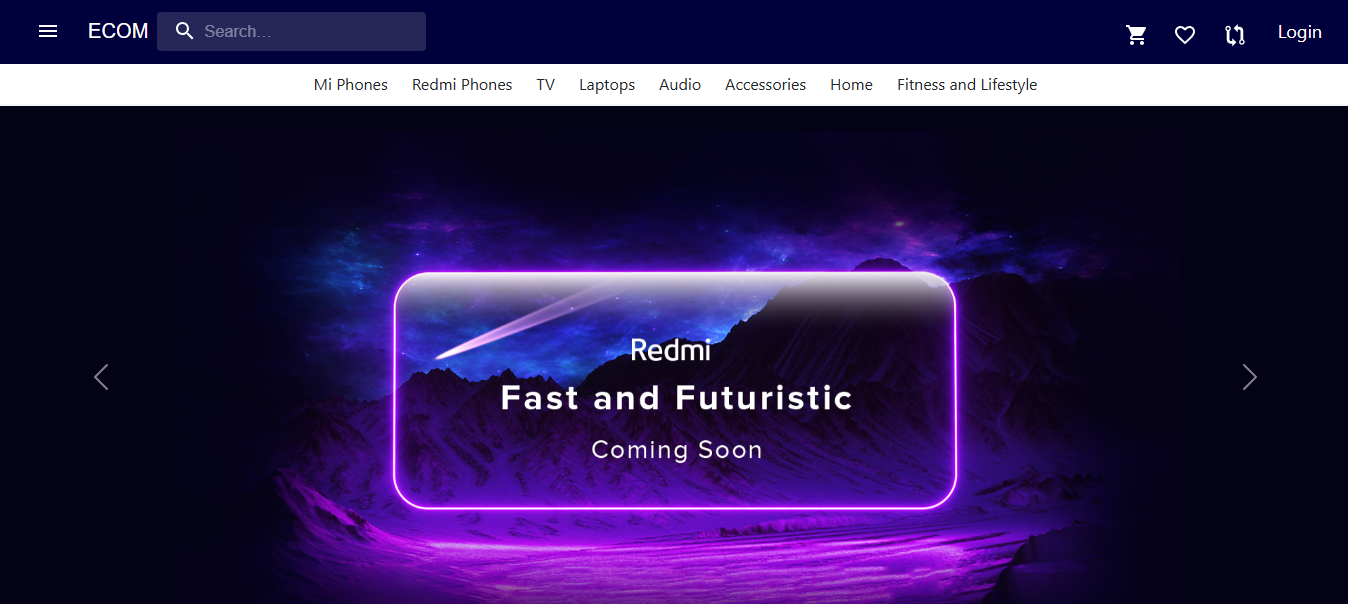 ECOM Search... Login
Mi Phones Redmi Phones TV Laptops Audio Accessories Home Fitness and Lifestyle
Redmi
Fast and Futuristic
Coming Soon